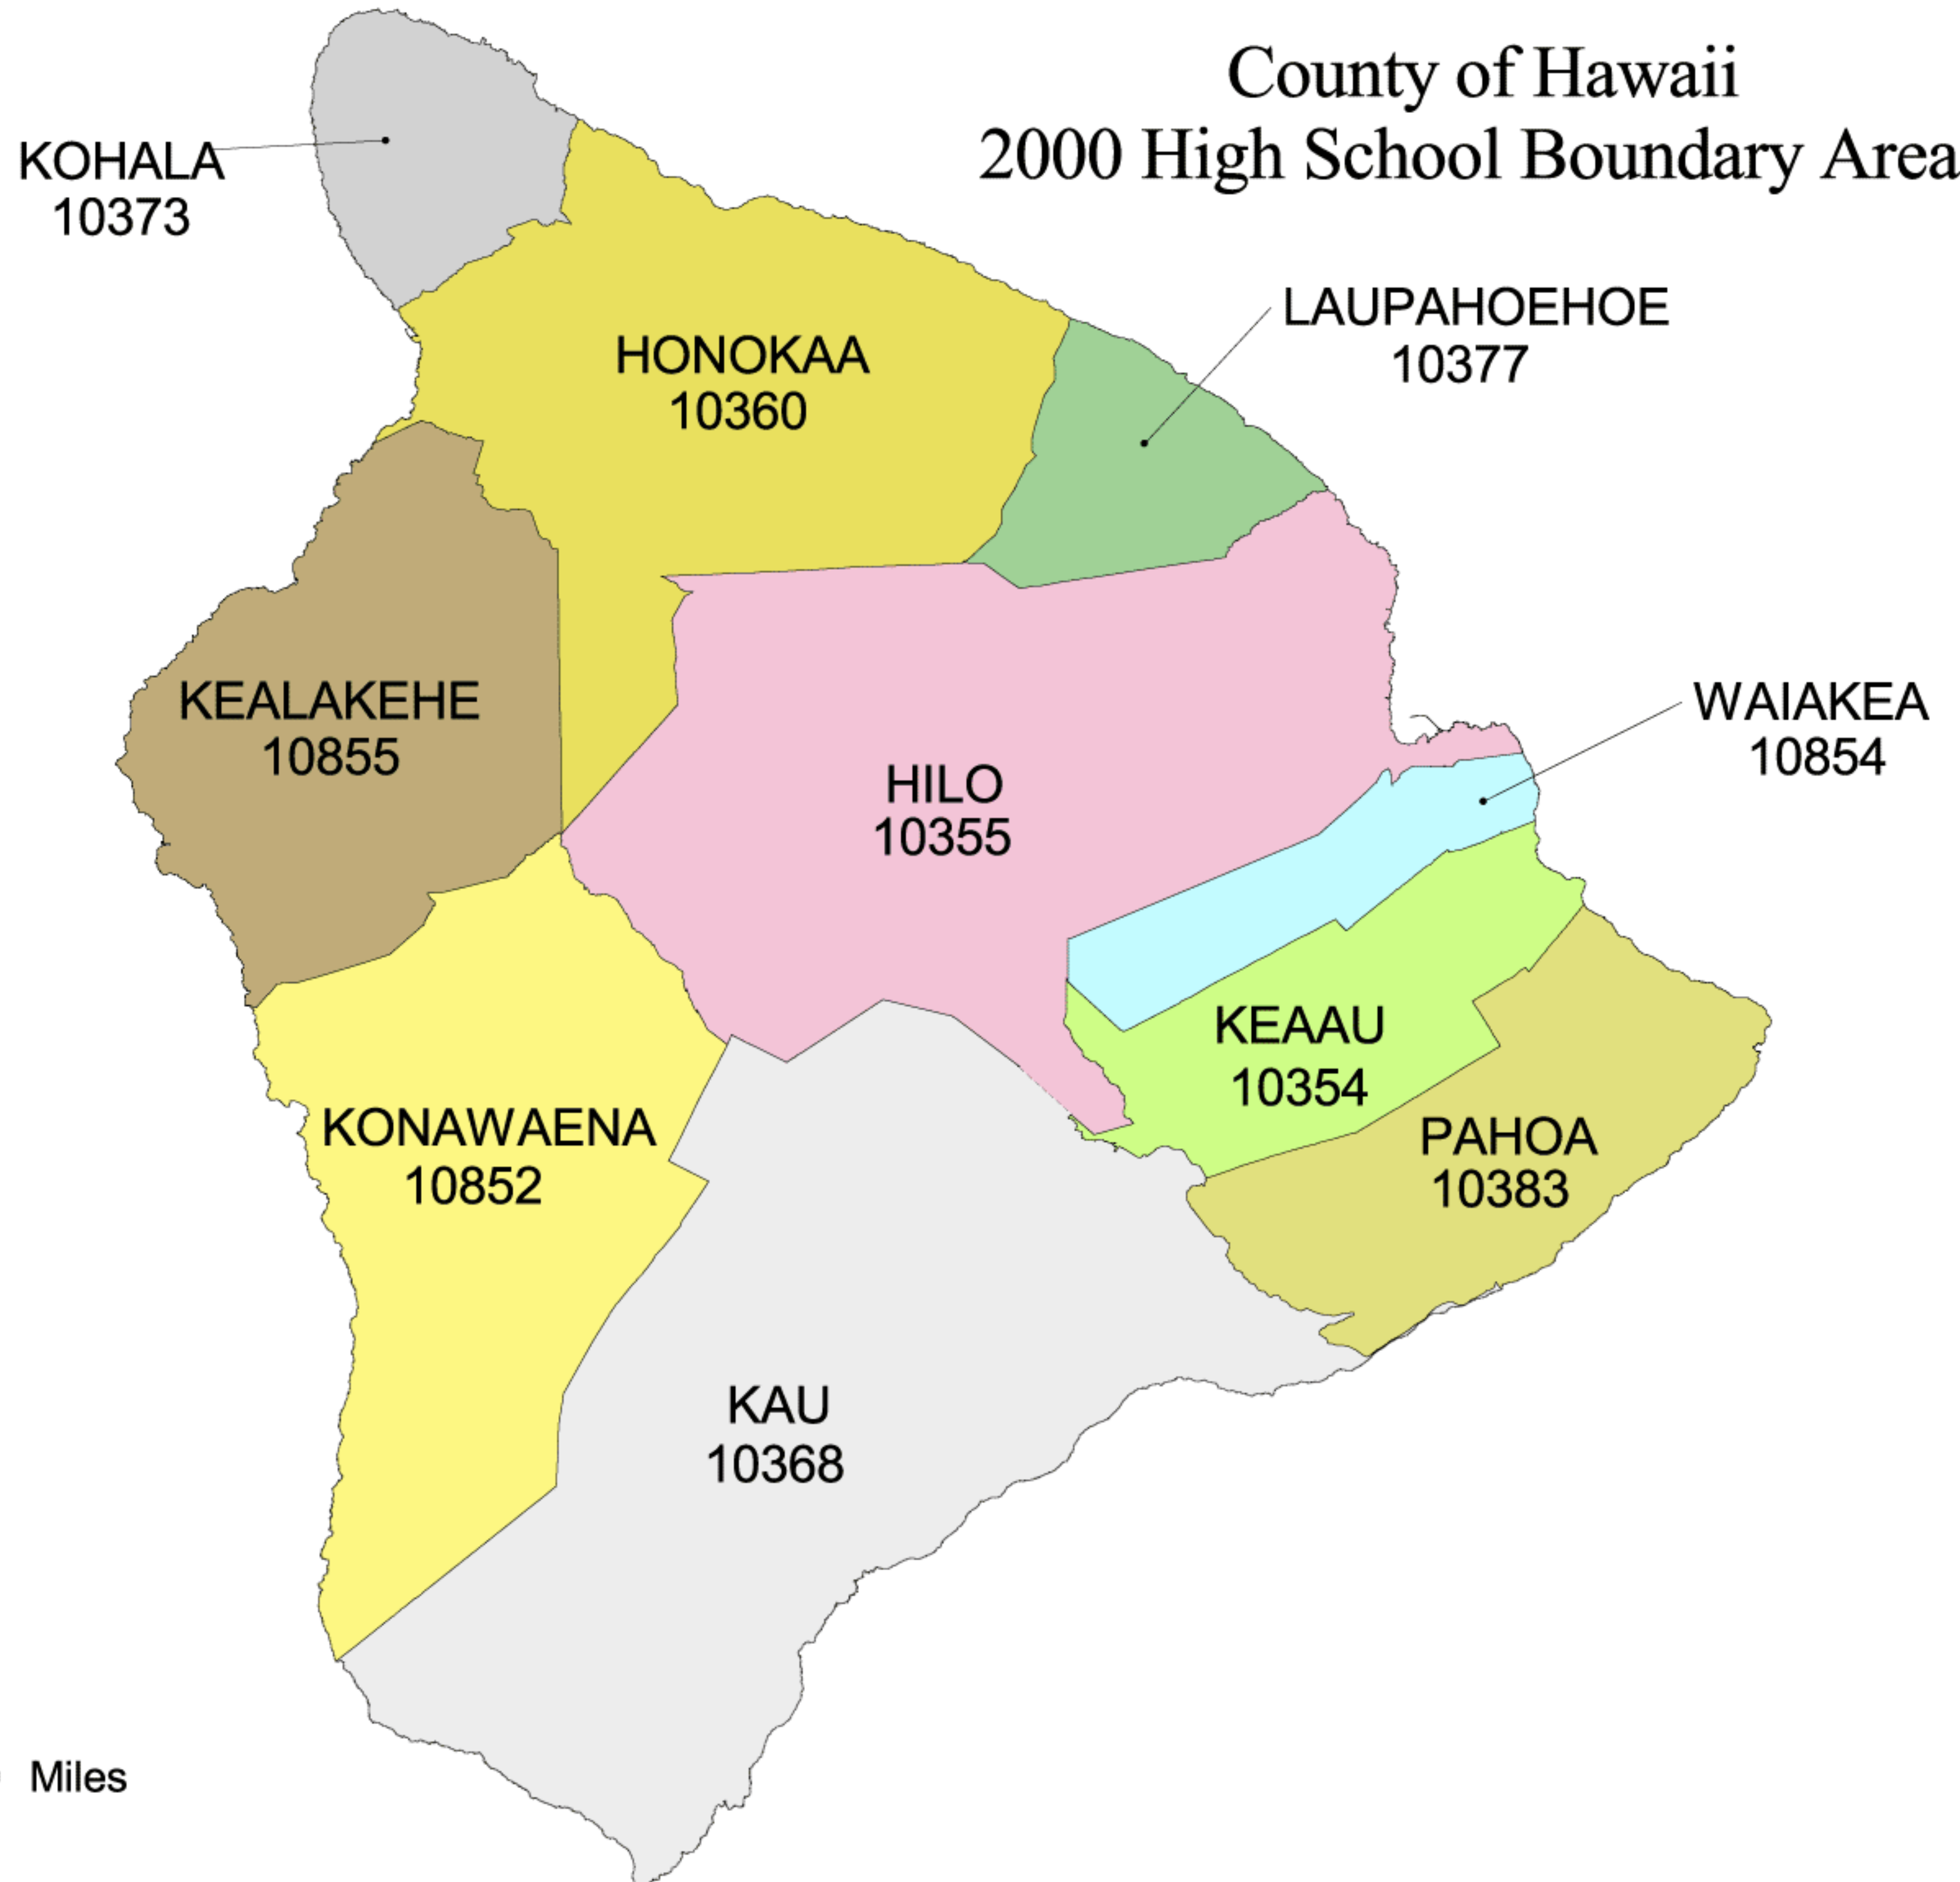 County of Hawaii
2000 High School Boundary Area
KOHALA
10373
LAUPAHOEHOE
10377
HONOKAA
10360
KEALAKEHE
10855
WAIAKEA
10854
HILO
10355
KEAAU
10354
KONAWAENA
10852
PAHOA
10383
KAU
10368
Miles